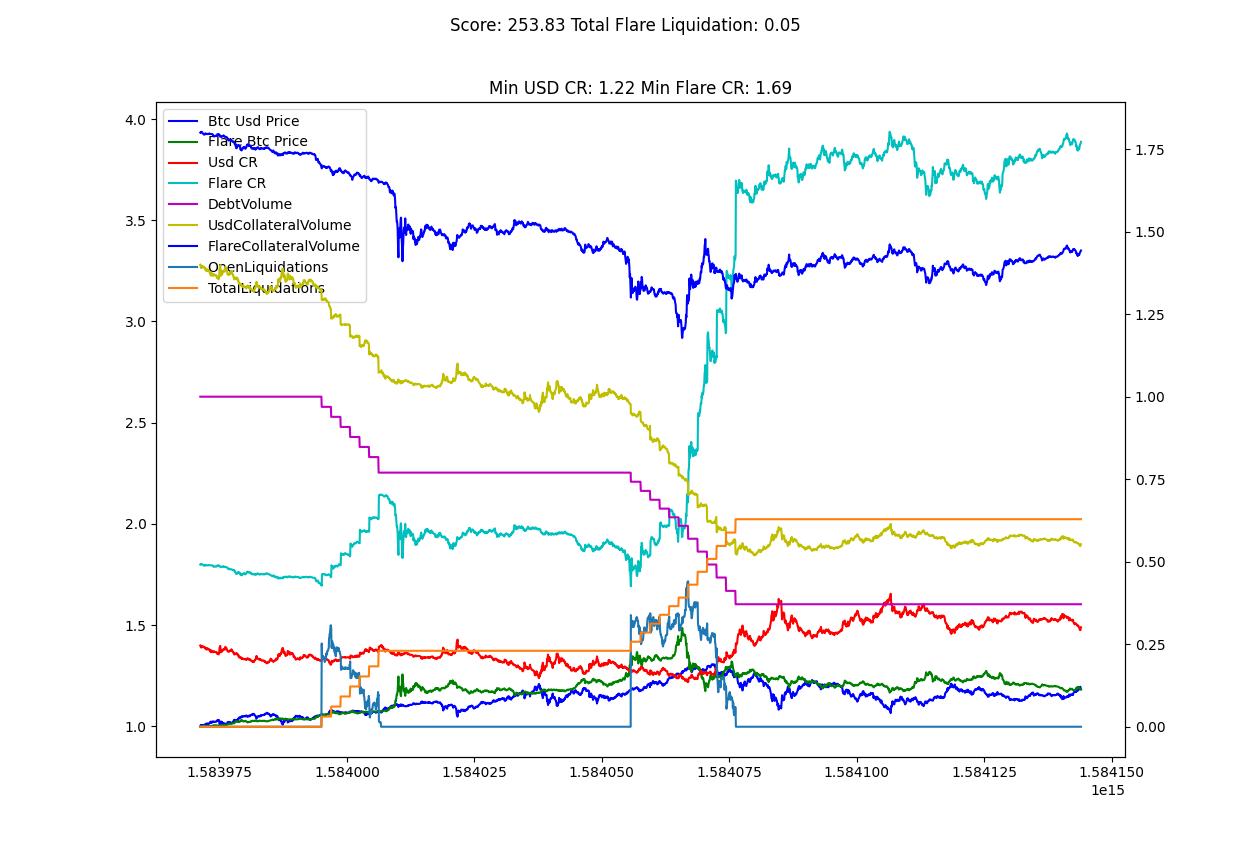 Score: 253.83 Total Flare Liquidation: 0.05
Min USD CR: 1.22 Min Flare CR: 1.69
Btc Usd Price
Flare Btc Price
Usd CR
Flare CR
DebtVolume
UsdCollateralVolume
FlareCollateralVolume
OpenLiquidations
TotalLiquidations
4.0
3.5
3.0
2.5
2.0
1.5
1.0
1.75
1.50
1.25
1.00
0.75
0.50
0.25
0.00
1.583975 1.584000 1.584025 1.584050 1.584075 1.584100 1.584125 1.584150
1e15